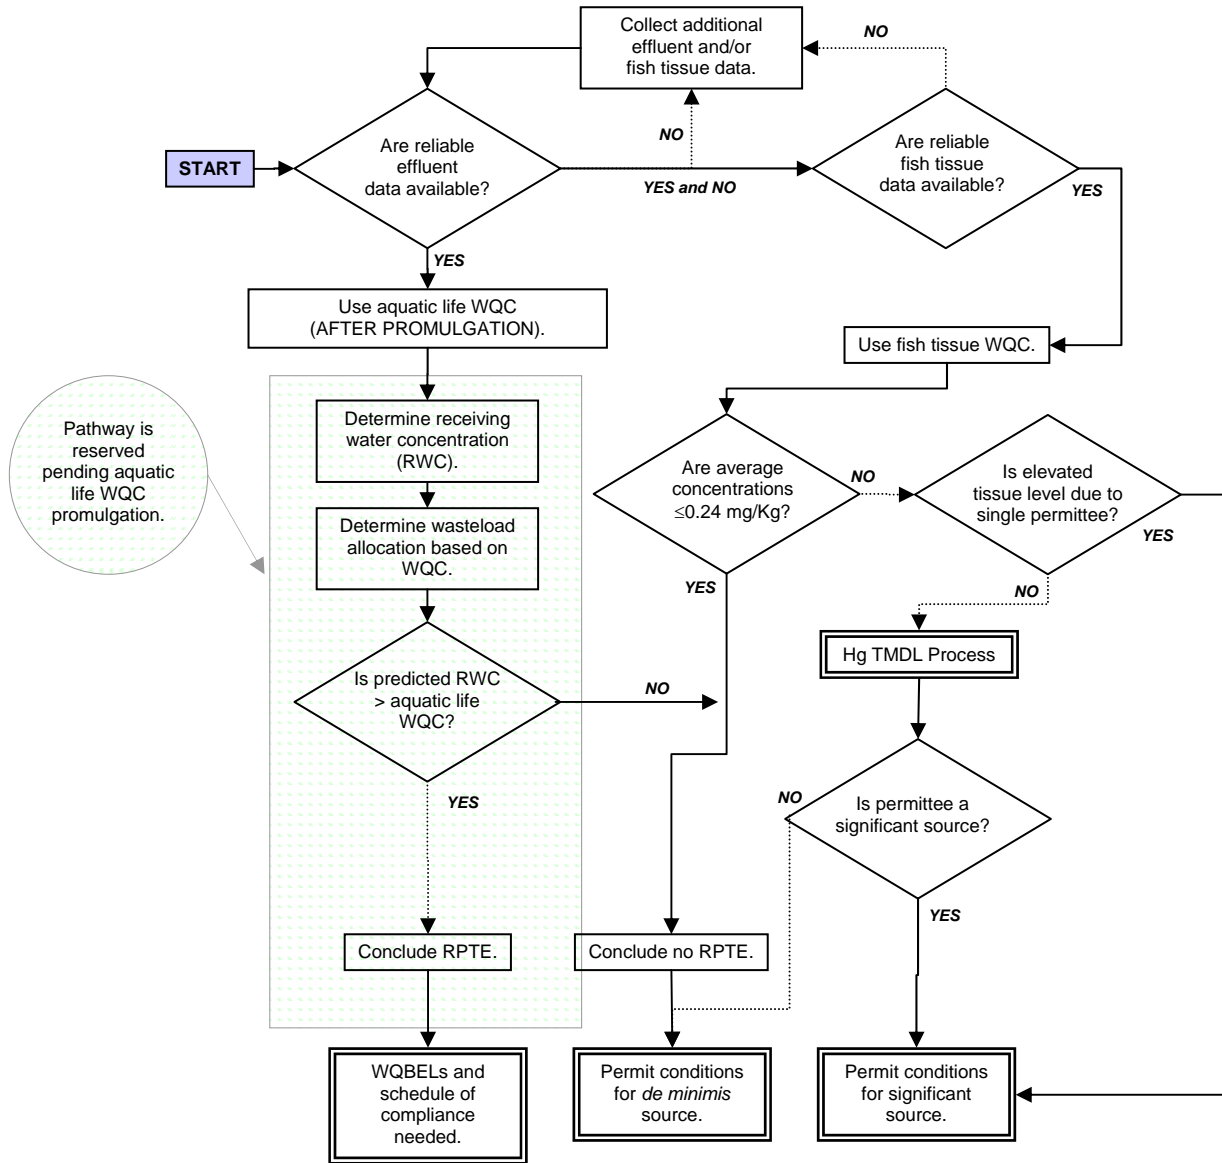 Collect additional
effluent and/or
fish tissue data.
NO
NO
START
Are reliable
effluent
data available?
YES and NO
Are reliable
fish tissue
data available?
YES
YES
Use aquatic life WQC
(AFTER PROMULGATION).
Use fish tissue WQC.
Pathway is
reserved
pending aquatic
life WQC
promulgation.
Determine receiving
water concentration
(RWC).
Are average
concentrations
≤0.24 mg/Kg?
NO
Is elevated
tissue level due to
single permittee?
YES
Determine wasteload
allocation based on
WQC.
YES
NO
Hg TMDL Process
Is predicted RWC
> aquatic life
WQC?
NO
YES
NO
Is permittee a
significant source?
YES
Conclude RPTE.
Conclude no RPTE.
WQBELs and
schedule of
compliance
needed.
Permit conditions
for de minimis
source.
Permit conditions
for significant
source.